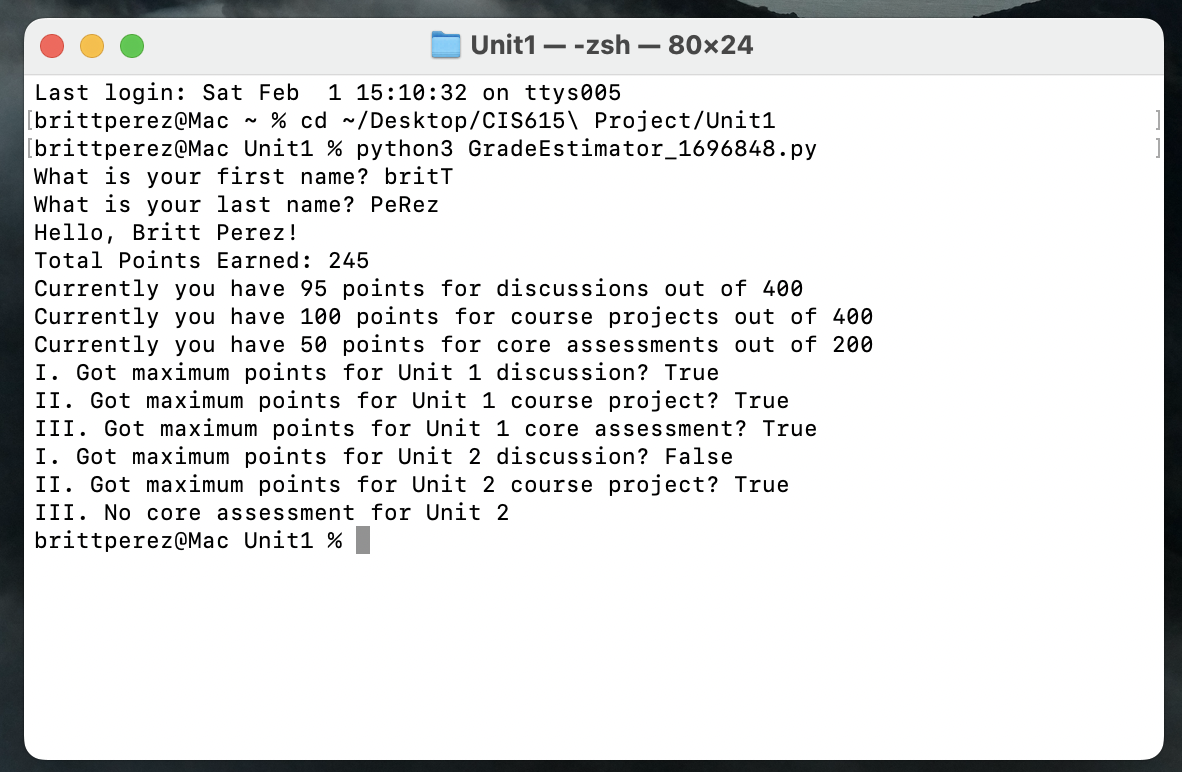 Unit1 — -zsh — 80×24
Last login: Sat Feb  1 15:10:32 on ttys005
[brittperez@Mac ~ % cd ~/Desktop/CIS615\ Project/Unit1 ]
[brittperez@Mac Unit1 % python3 GradeEstimator_1696848.py ]
What is your first name? britT
What is your last name? PeRez
Hello, Britt Perez!
Total Points Earned: 245
Currently you have 95 points for discussions out of 400
Currently you have 100 points for course projects out of 400
Currently you have 50 points for core assessments out of 200
I. Got maximum points for Unit 1 discussion? True
II. Got maximum points for Unit 1 course project? True
III. Got maximum points for Unit 1 core assessment? True
I. Got maximum points for Unit 2 discussion? False
II. Got maximum points for Unit 2 course project? True
III. No core assessment for Unit 2
brittperez@Mac Unit1 %